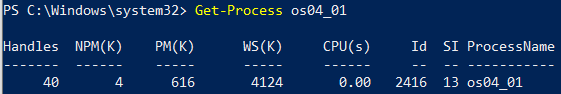 PS C:\Windows\system32> Get-Process os04_01
Handles  NPM(K)    PM(K)      WS(K)     CPU(s)     Id  SI ProcessName
-------  ------    -----      -----     ------     --  -- -----------
     40       4      616       4124       0.00   2416  13 os04_01